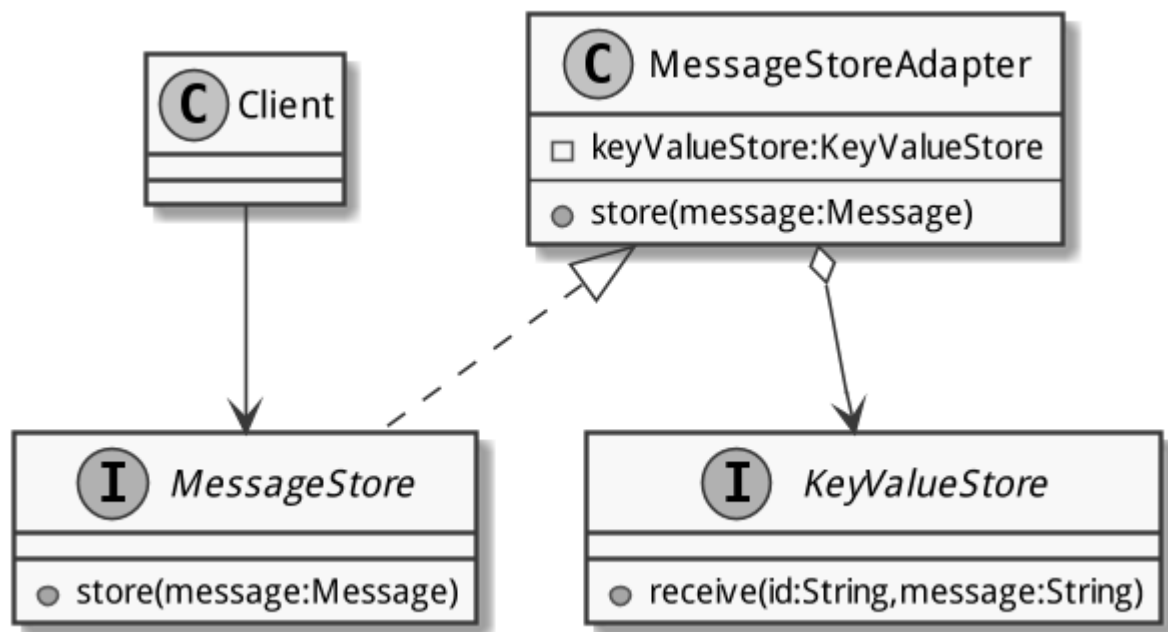 C Client
C MessageStoreAdapter
keyValueStore:KeyValueStore
store(message:Message)
I MessageStore
store(message:Message)
I KeyValueStore
receive(id:String,message:String)